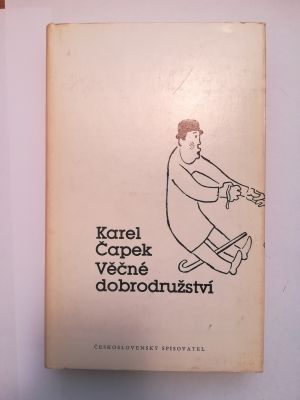 Karel
Čapek
Věčné
dobrodružství
ČESKOSLOVENSKÝ SPISOVATEL